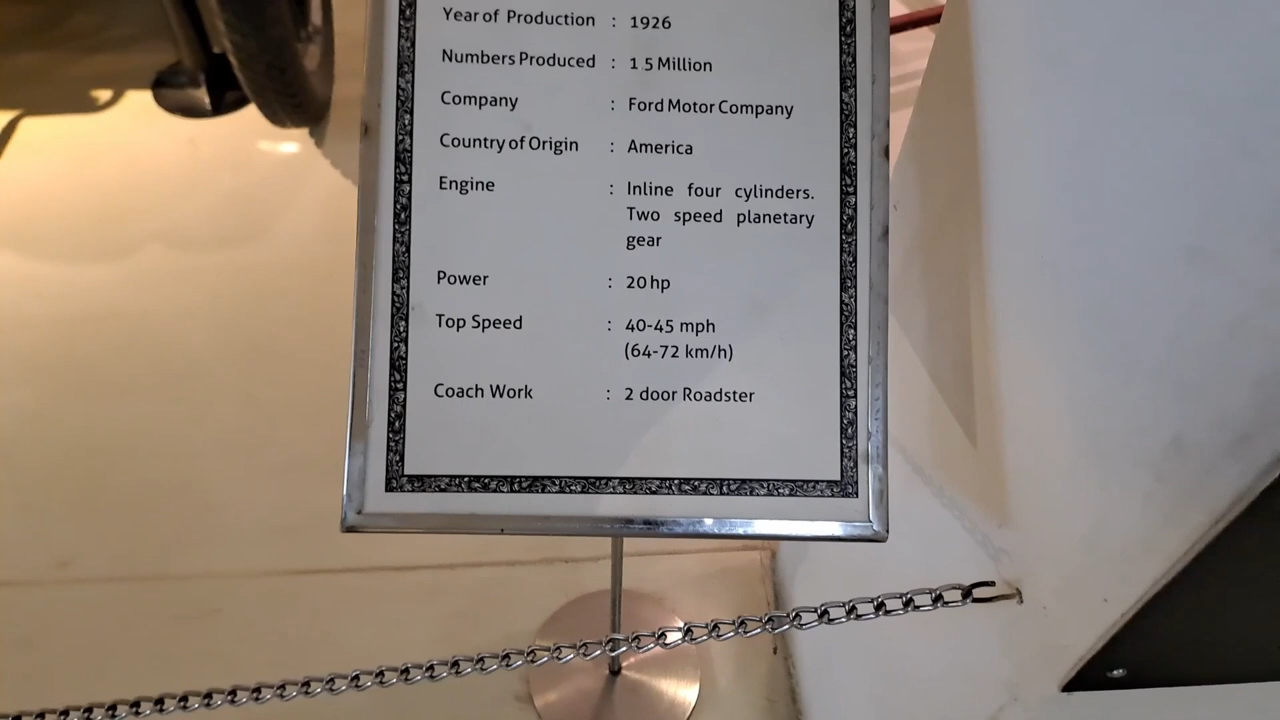 Year of Production : 1926
Numbers Produced : 1.5 Million
Company : Ford Motor Company
Country of Origin : America
Engine : Inline four cylinders.
Two speed planetary
gear
Power : 20 hp
Top Speed : 40-45 mph
(64-72 km/h)
Coach Work : 2 door Roadster